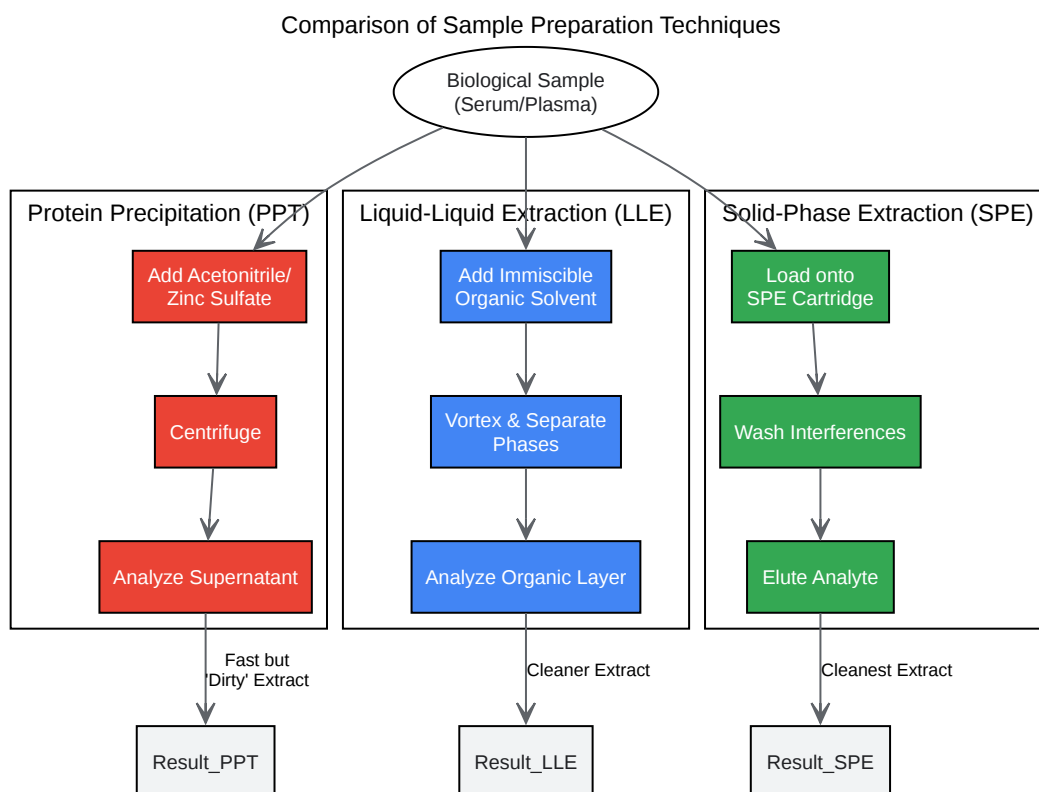 Comparison of Sample Preparation Techniques
Biological Sample
(Serum/Plasma)
Protein Precipitation (PPT)
Add Acetonitrile/
Zinc Sulfate
Centrifuge
Analyze Supernatant
Fast but
'Dirty' Extract
Result_PPT
Liquid-Liquid Extraction (LLE)
Add Immiscible
Organic Solvent
Vortex & Separate
Phases
Analyze Organic Layer
Cleaner Extract
Result_LLE
Solid-Phase Extraction (SPE)
Load onto
SPE Cartridge
Wash Interferences
Elute Analyte
Cleanest Extract
Result_SPE